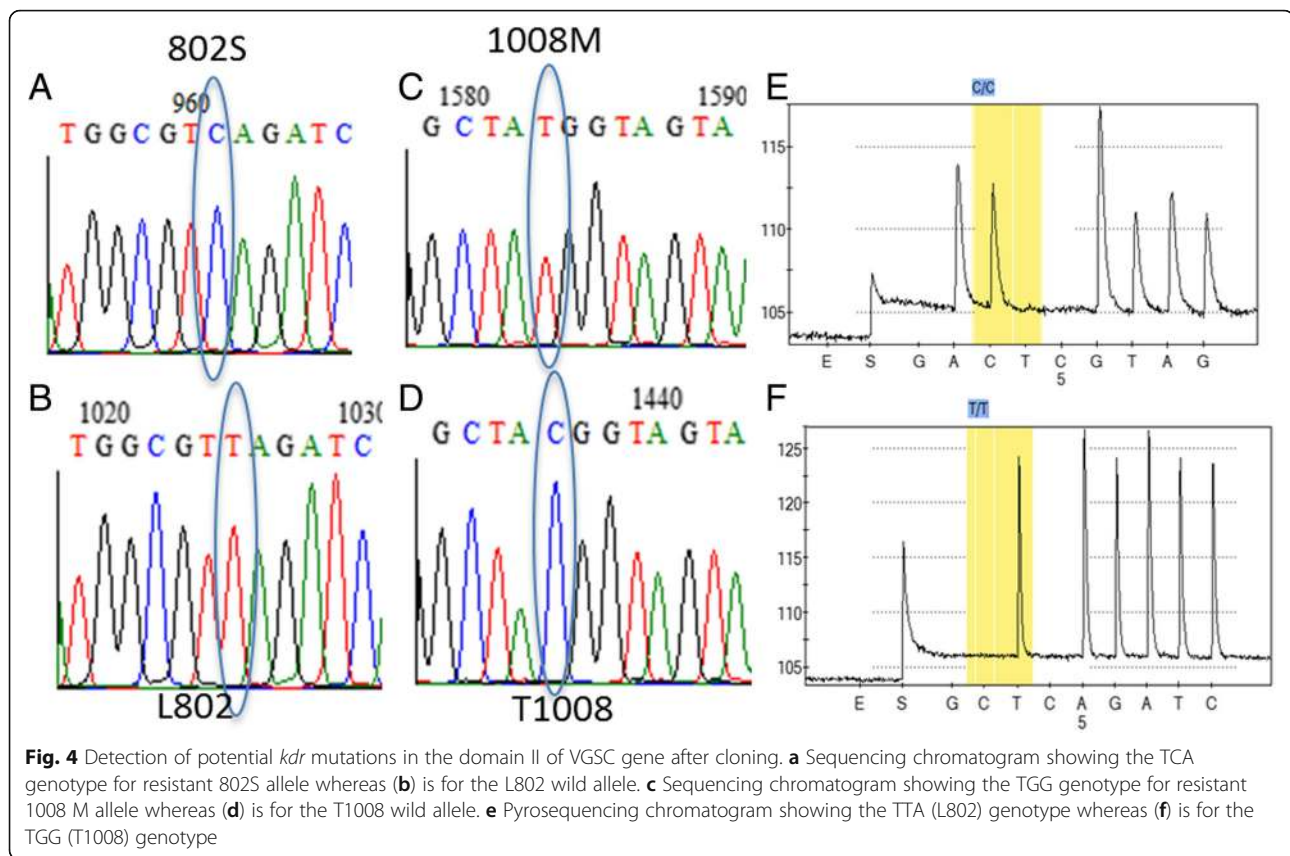 802S
1008M
A
960
T G G C G T C A G A T C
C
1580
1590
G C T A T G G T A G T A
E
C/C
115
110
105
E S G A C T C G T A G
5
B
1020
1030
T G G C G T T A G A T C
L802
D
1440
G C T A C G G T A G T A
T1008
F
T/T
125
120
115
110
105
E S G C T C A G A T C
5
Fig. 4 Detection of potential kdr mutations in the domain II of VGSC gene after cloning. a Sequencing chromatogram showing the TCA
genotype for resistant 802S allele whereas (b) is for the L802 wild allele. c Sequencing chromatogram showing the TGG genotype for resistant
1008 M allele whereas (d) is for the T1008 wild allele. e Pyrosequencing chromatogram showing the TTA (L802) genotype whereas (f) is for the
TGG (T1008) genotype